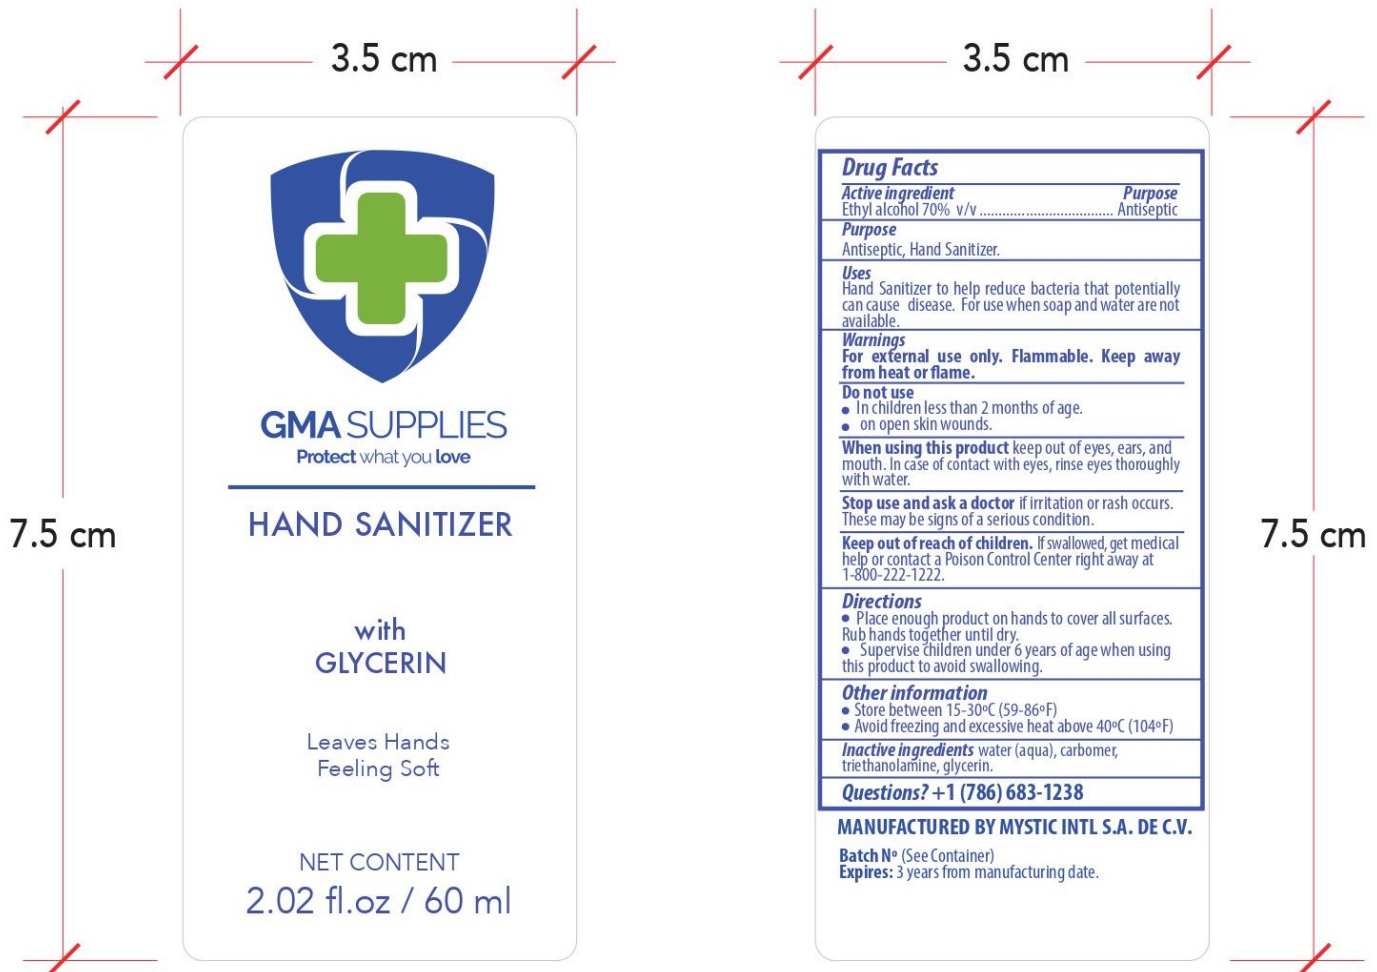 3.5 cm
3.5 cm
7.5 cm
GMA SUPPLIES
Protect what you love
HAND SANITIZER
with
GLYCERIN
Leaves Hands
Feeling Soft
NET CONTENT
2.02 fl.oz / 60 ml
Drug Facts
Active ingredient Purpose
Ethyl alcohol 70% v/v ................................... Antiseptic
Purpose
Antiseptic, Hand Sanitizer.
Uses
Hand Sanitizer to help reduce bacteria that potentially
can cause disease. For use when soap and water are not
available.
Warnings
For external use only. Flammable. Keep away
from heat or flame.
Do not use
● In children less than 2 months of age.
● on open skin wounds.
When using this product keep out of eyes, ears, and
mouth. In case of contact with eyes, rinse eyes thoroughly
with water.
Stop use and ask a doctor if irritation or rash occurs.
These may be signs of a serious condition.
Keep out of reach of children. If swallowed, get medical
help or contact a Poison Control Center right away at
1-800-222-1222.
Directions
● Place enough product on hands to cover all surfaces.
Rub hands together until dry.
● Supervise children under 6 years of age when using
this product to avoid swallowing.
Other information
● Store between 15-30ºC (59-86ºF)
● Avoid freezing and excessive heat above 40ºC (104ºF)
Inactive ingredients water (aqua), carbomer,
triethanolamine, glycerin.
Questions? +1 (786) 683-1238
MANUFACTURED BY MYSTIC INTL S.A. DE C.V.
Batch Nº (See Container)
Expires: 3 years from manufacturing date.
7.5 cm